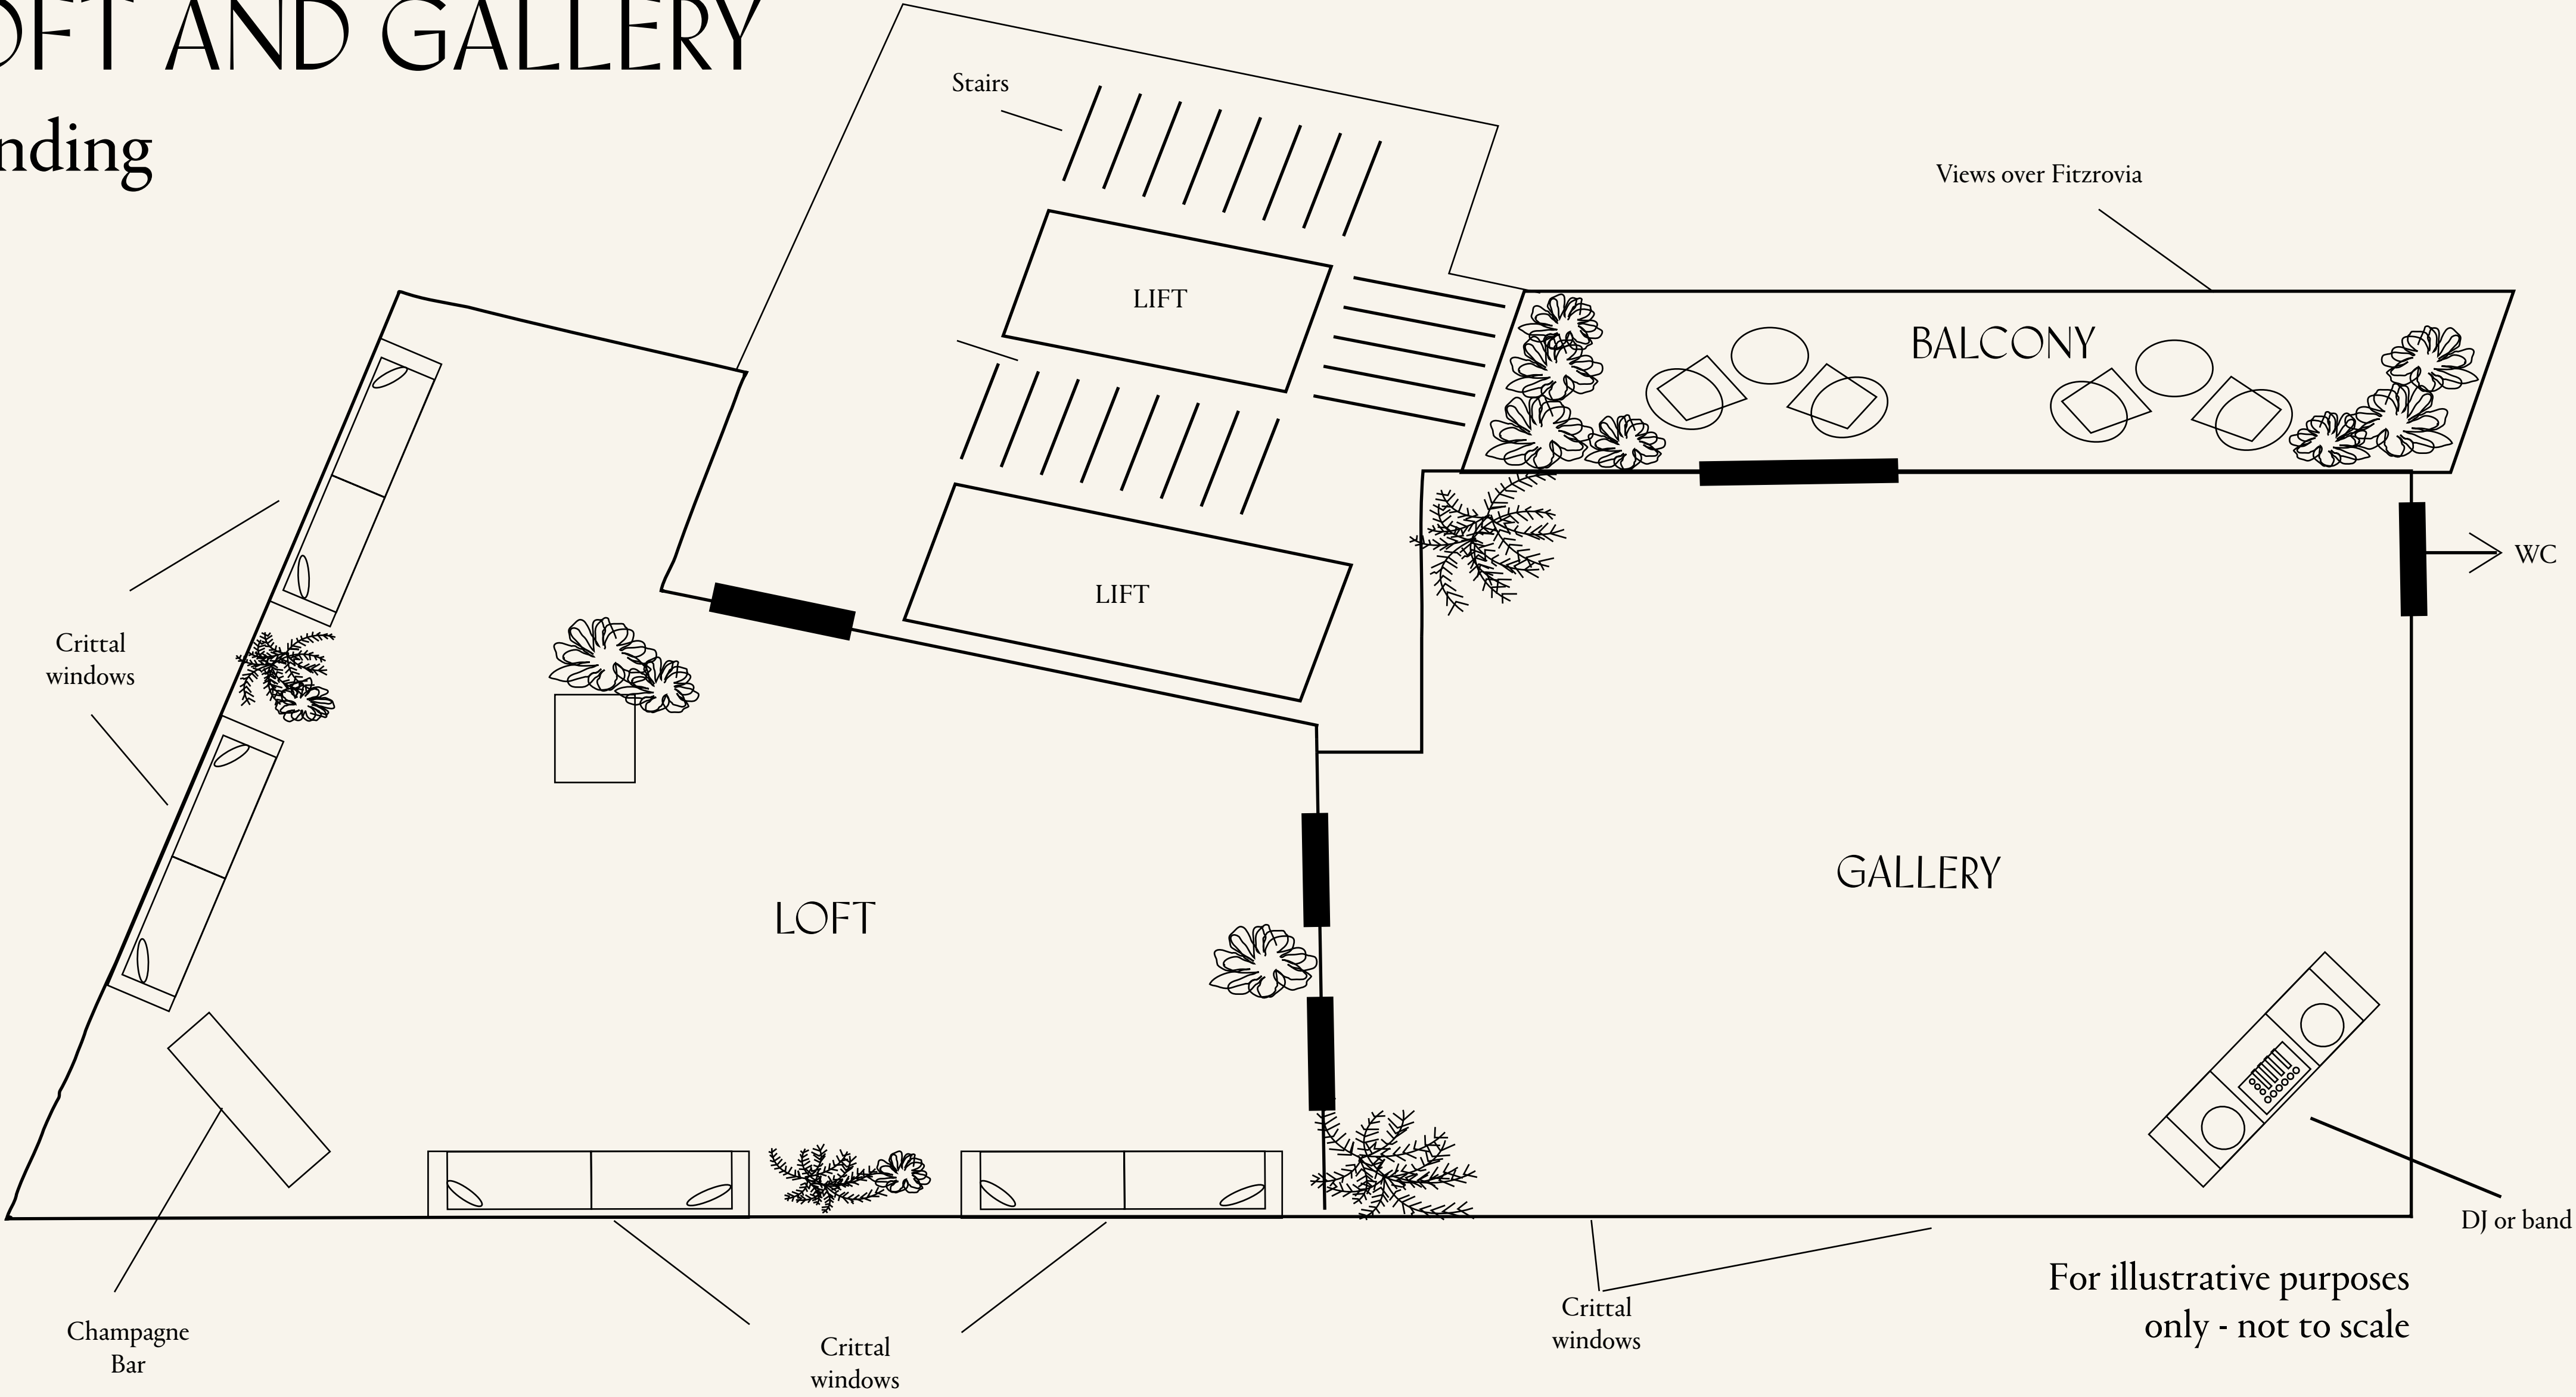 OFT AND GALLERY
nding
Stairs
Views over Fitzrovia
LIFT
BALCONY
WC
LIFT
Crittal
windows
GALLERY
LOFT
DJ or band
For illustrative purposes
only - not to scale
Champagne
Bar
Crittal
windows
Crittal
windows